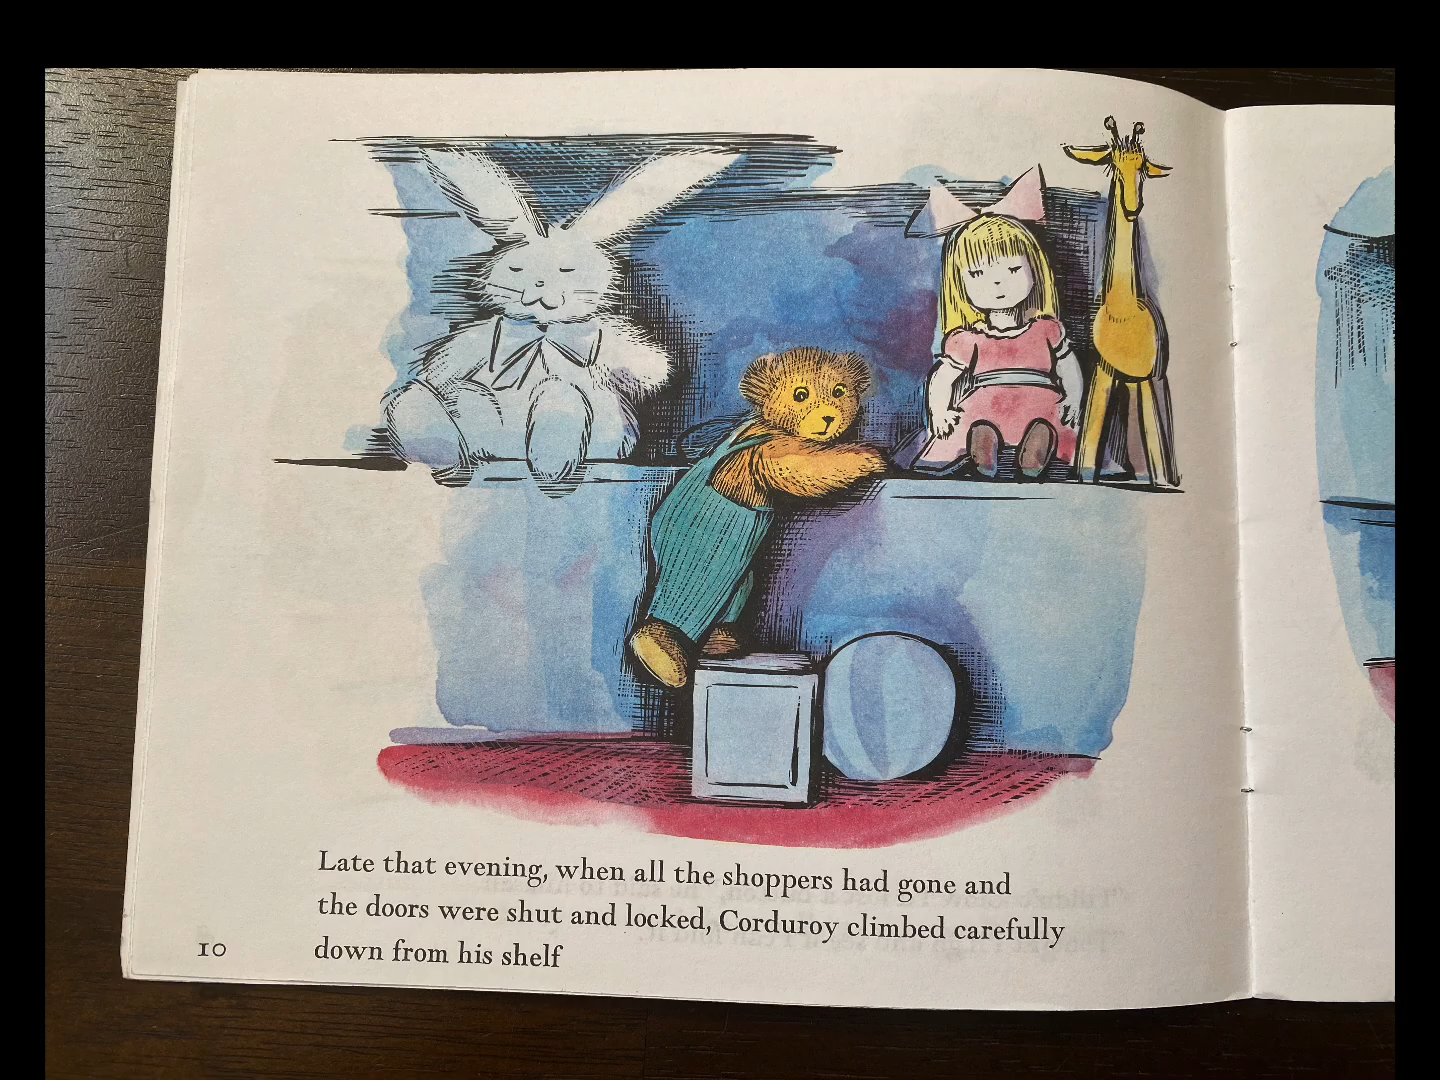 Late that evening, when all the shoppers had gone and
the doors were shut and locked, Corduroy climbed carefully
down from his shelf
10